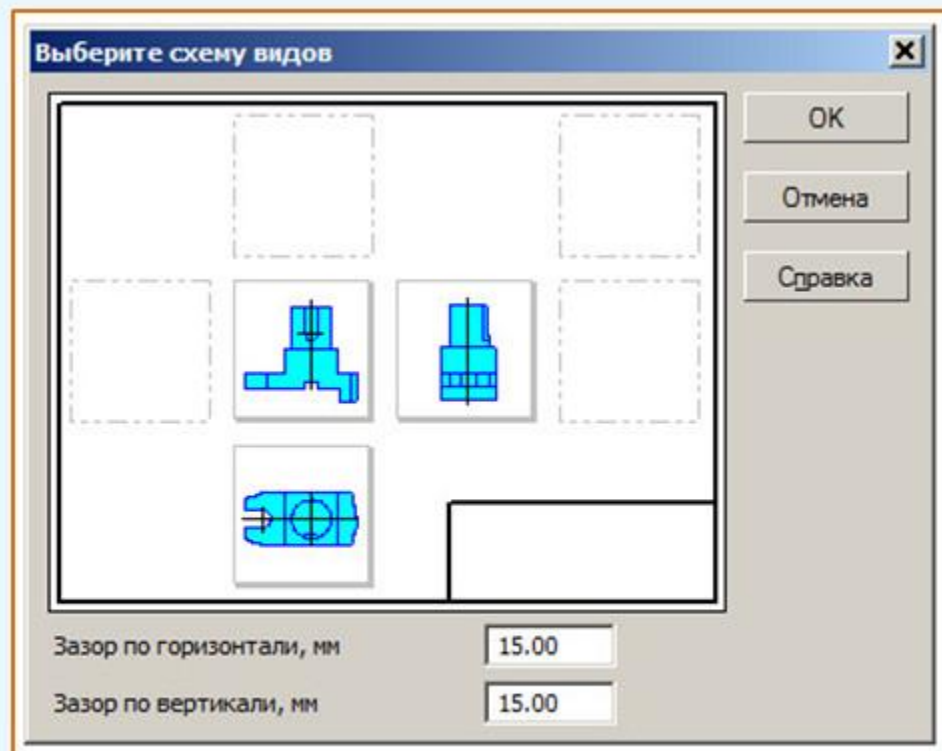 Выберите схему видов
OK
Отмена
Справка
Зазор по горизонтали, мм 15.00
Зазор по вертикали, мм 15.00